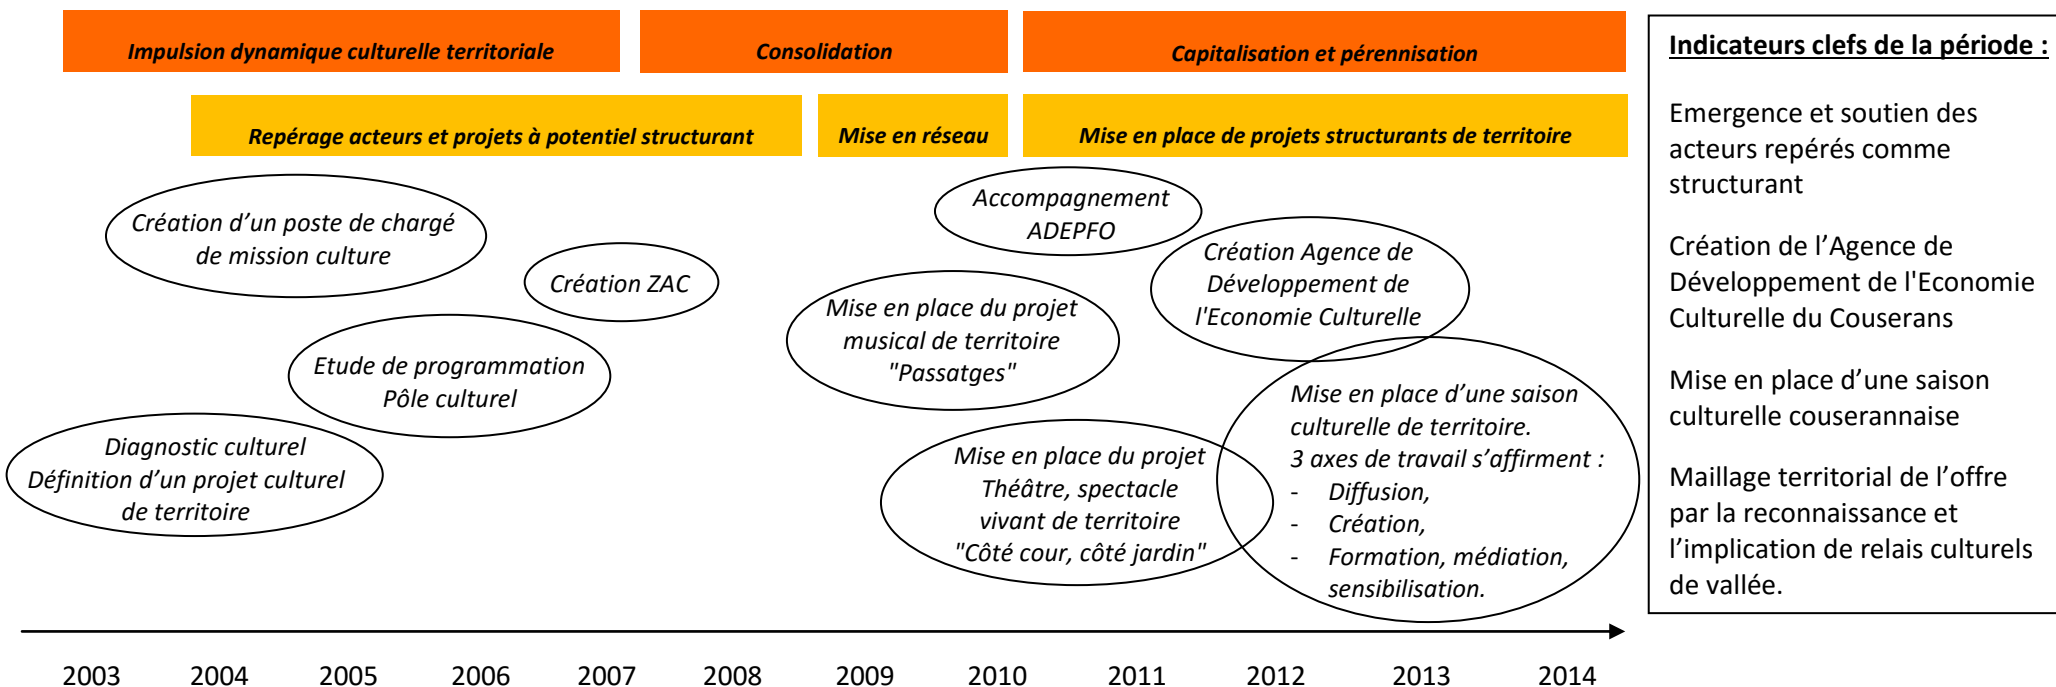 Impulsion dynamique culturelle territoriale
Consolidation
Capitalisation et pérennisation
Repérage acteurs et projets à potentiel structurant
Mise en réseau
Mise en place de projets structurants de territoire
Création d’un poste de chargé
de mission culture
Création ZAC
Etude de programmation
Pôle culturel
Diagnostic culturel
Définition d’un projet culturel
de territoire
Accompagnement
ADEPFO
Création Agence de
Développement de
l'Economie Culturelle
Mise en place du projet
musical de territoire
"Passatges"
Mise en place du projet
Théâtre, spectacle
vivant de territoire
"Côté cour, côté jardin"
Mise en place d’une saison
culturelle de territoire.
3 axes de travail s’affirment :
- Diffusion,
- Création,
- Formation, médiation,
sensibilisation.
2003 2004 2005 2006 2007 2008 2009 2010 2011 2012 2013 2014
Indicateurs clefs de la période :
Emergence et soutien des
acteurs repérés comme
structurant
Création de l’Agence de
Développement de l'Economie
Culturelle du Couserans
Mise en place d’une saison
culturelle couserannaise
Maillage territorial de l’offre
par la reconnaissance et
l’implication de relais culturels
de vallée.